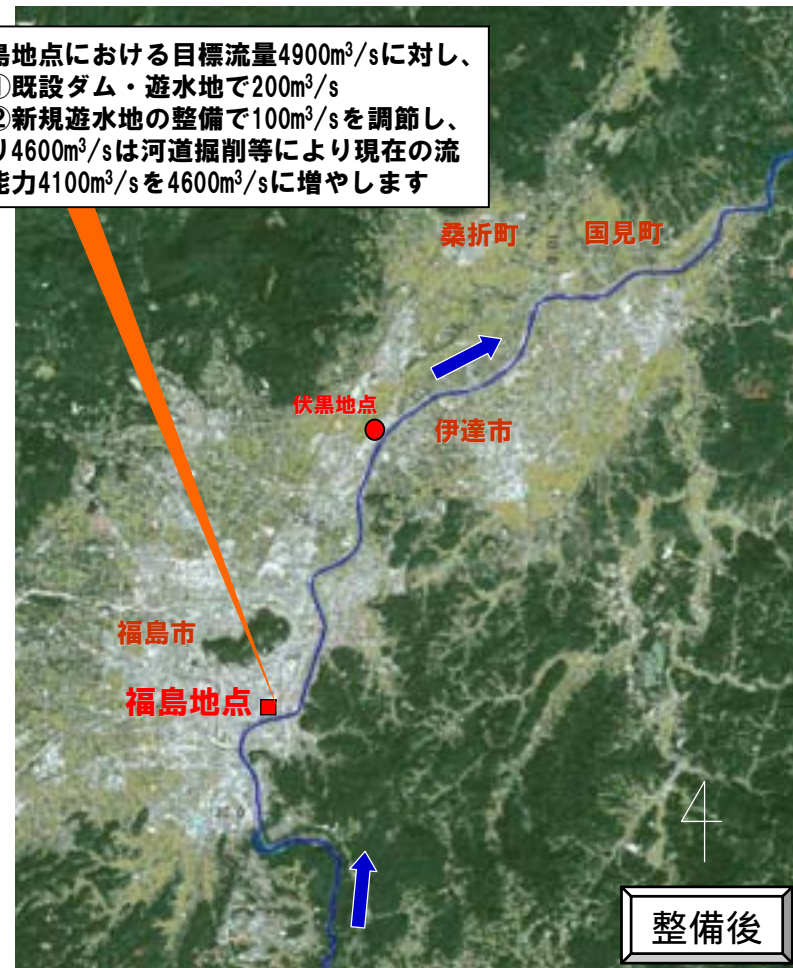 島地点における目標流量4900m³/sに対し、
①既設ダム・遊水地で200m³/s
②新規遊水地の整備で100m³/sを調節し、
り4600m³/sは河道掘削等により現在の流
能力4100m³/sを4600m³/sに増やします
桑折町
国見町
伏黒地点
伊達市
福島市
福島地点
整備後